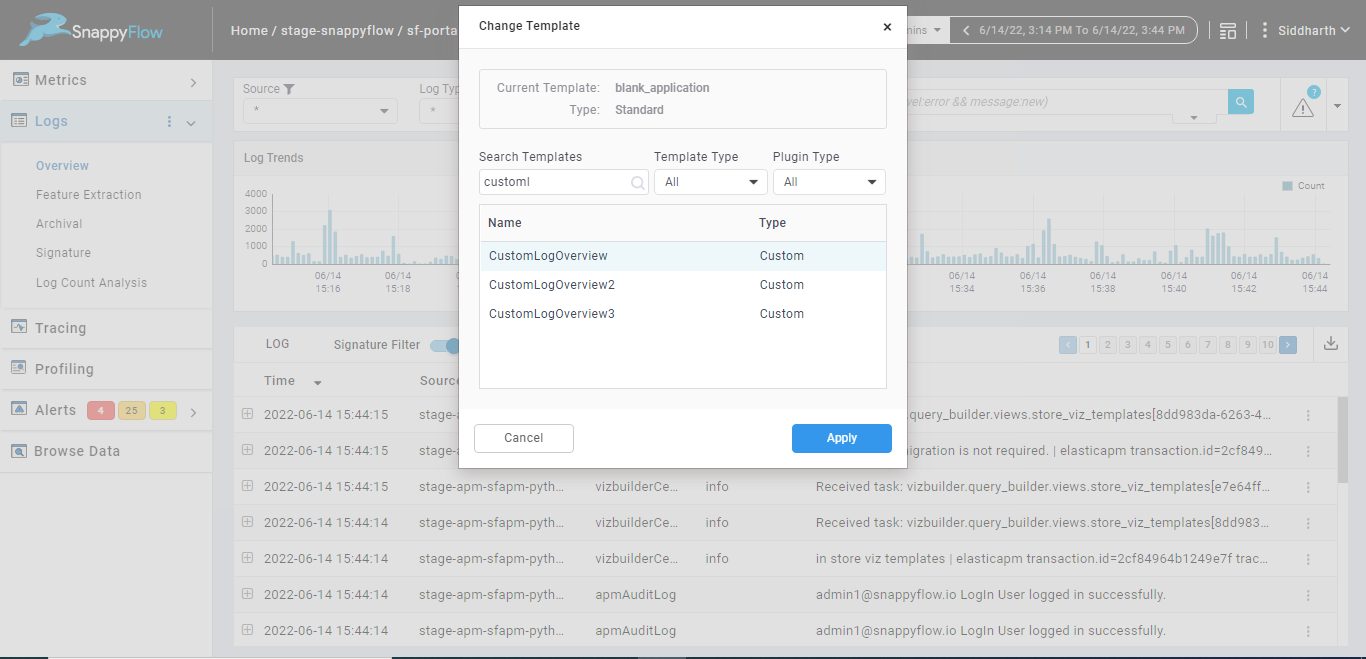 SnappyFlow
Home / stage-snappyflow / sf-porta
mins
6/14/22, 3:14 PM To 6/14/22, 3:44 PM
Siddharth
Change Template
×
Current Template: blank_application
Type: Standard
Search Templates Template Type Plugin Type
custom All All
Name Type
CustomLogOverview Custom
CustomLogOverview2 Custom
CustomLogOverview3 Custom
Cancel Apply
Metrics
Logs
Overview
Feature Extraction
Archival
Signature
Log Count Analysis
Tracing
Profiling
Alerts 4 25 3
Browse Data
Source Log Typ
* *
vel:error && message:new)
?
Log Trends
Count
4000
3000
2000
1000
0
06/14 06/14 06/14 06/14 06/14 06/14 06/14 06/14
15:16 15:18 15:34 15:36 15:38 15:40 15:42 15:44
LOG Signature Filter
‹ 1 2 3 4 5 6 7 8 9 10 ›
Time Source
2022-06-14 15:44:15 stage-a .query_builder.views.store_viz_templates[8dd983da-6263-4...
2022-06-14 15:44:15 stage-a igration is not required. | elasticapm transaction.id=2cf849...
2022-06-14 15:44:15 stage-apm-sfapm-pyth... vizbuilderCe... info Received task: vizbuilder.query_builder.views.store_viz_templates[e7e64ff...
2022-06-14 15:44:14 stage-apm-sfapm-pyth... vizbuilderCe... info Received task: vizbuilder.query_builder.views.store_viz_templates[8dd983...
2022-06-14 15:44:14 stage-apm-sfapm-pyth... vizbuilderCe... info in store viz templates | elasticapm transaction.id=2cf84964b1249e7f trac...
2022-06-14 15:44:14 stage-apm-sfapm-pyth... apmAuditLog admin1@snappyflow.io LogIn User logged in successfully.
2022-06-14 15:44:14 stage-apm-sfapm-pyth... apmAuditLog admin1@snappyflow.io LogIn User logged in successfully.